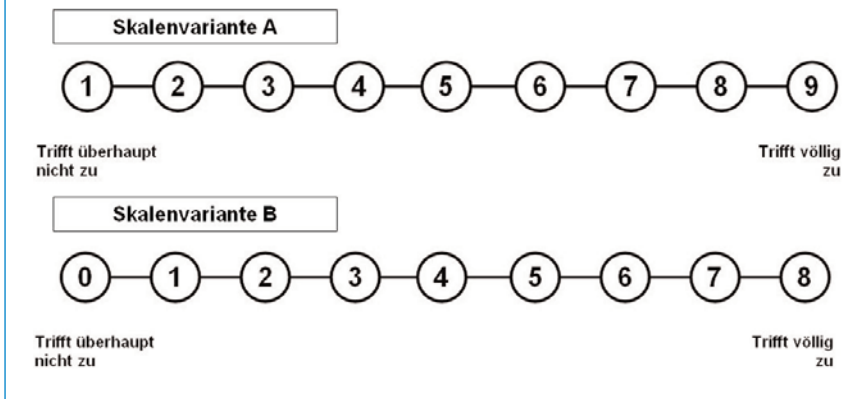 Skalenvariante A
1 2 3 4 5 6 7 8 9
Trifft überhaupt
nicht zu
Trifft völlig
zu
Skalenvariante B
0 1 2 3 4 5 6 7 8
Trifft überhaupt
nicht zu
Trifft völlig
zu